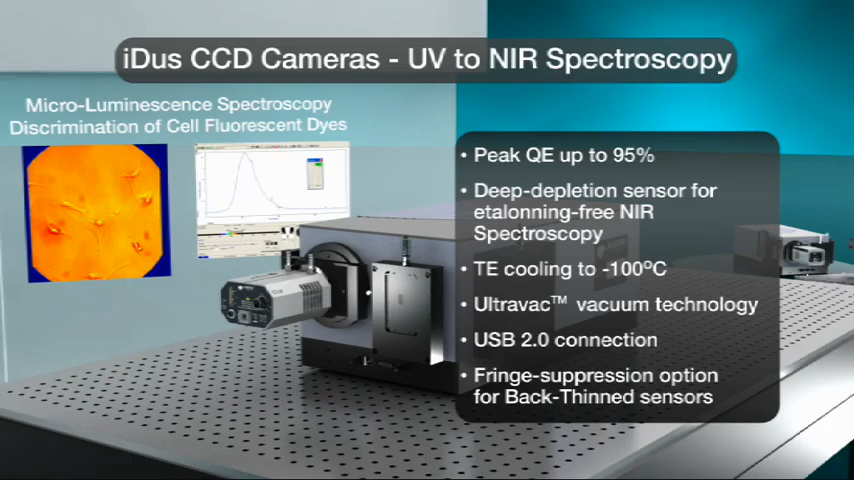 iDus CCD Cameras - UV to NIR Spectroscopy
Micro-Luminescence Spectroscopy
Discrimination of Cell Fluorescent Dyes
• Peak QE up to 95%
• Deep-depletion sensor for
etalonning-free NIR
Spectroscopy
• TE cooling to -100ºC
• Ultravac™ vacuum technology
• USB 2.0 connection
• Fringe-suppression option
for Back-Thinned sensors